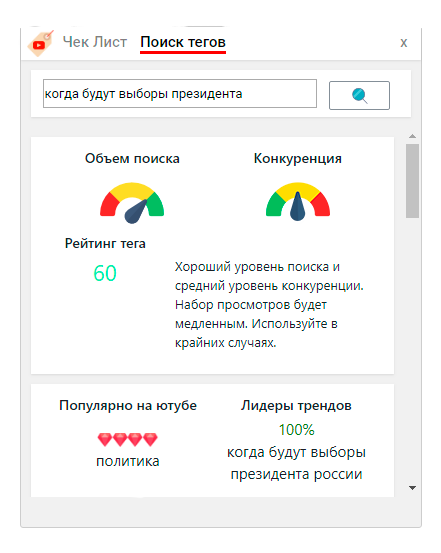 Чек Лист Поиск тегов x
когда будут выборы президента
Объем поиска Конкуренция
Рейтинг тега
60
Хороший уровень поиска и
средний уровень конкуренции.
Набор просмотров будет
медленным. Используйте в
крайних случаях.
Популярно на ютубе Лидеры трендов
100%
политика
когда будут выборы
президента россии